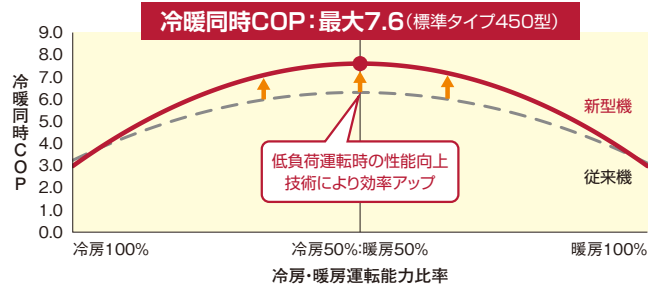 冷暖同時COP：最大7.6（標準タイプ450型）
9.0
8.0
7.0
6.0
5.0
4.0
3.0
2.0
1.0
0.0
冷暖同時COP
新型機
従来機
低負荷運転時の性能向上
技術により効率アップ
冷房100%
冷房50%:暖房50%
暖房100%
冷房・暖房運転能力比率